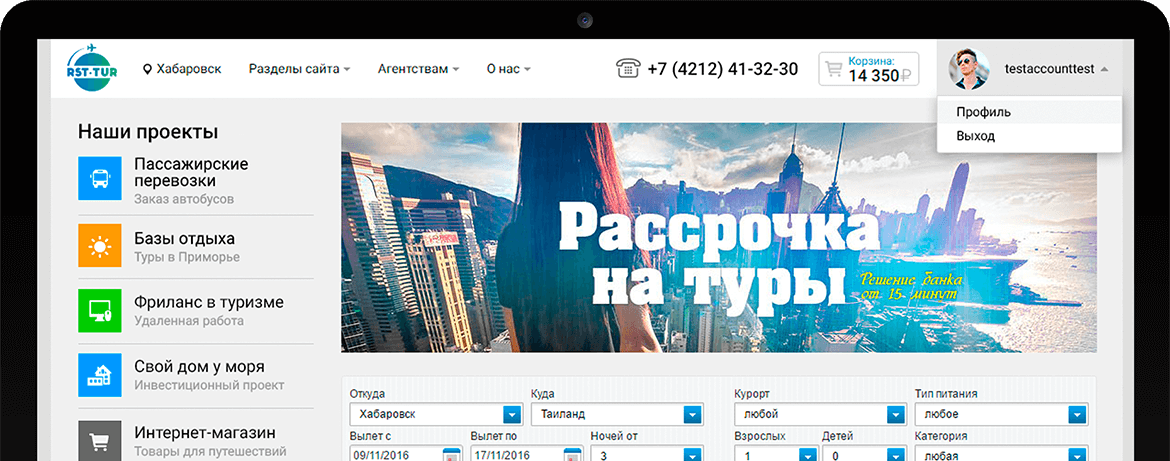 RST-TUR
Хабаровск
Разделы сайта
Агентствам
О нас
+7 (4212) 41-32-30
Корзина:
14 350₽
testaccounttest
Профиль
Выход
Наши проекты
Пассажирские
перевозки
Заказ автобусов
Базы отдыха
Туры в Приморье
Фриланс в туризме
Удаленная работа
Свой дом у моря
Инвестиционный проект
Интернет-магазин
Товары для путешествий
Рассрочка
на туры
Решение банка
от 15 минут
Откуда
Куда
Курорт
Тип питания
Хабаровск
Таиланд
любой
любое
Вылет с
Вылет по
Ночей от
Взрослых
Детей
Категория
09/11/2016
17/11/2016
3
1
0
любая